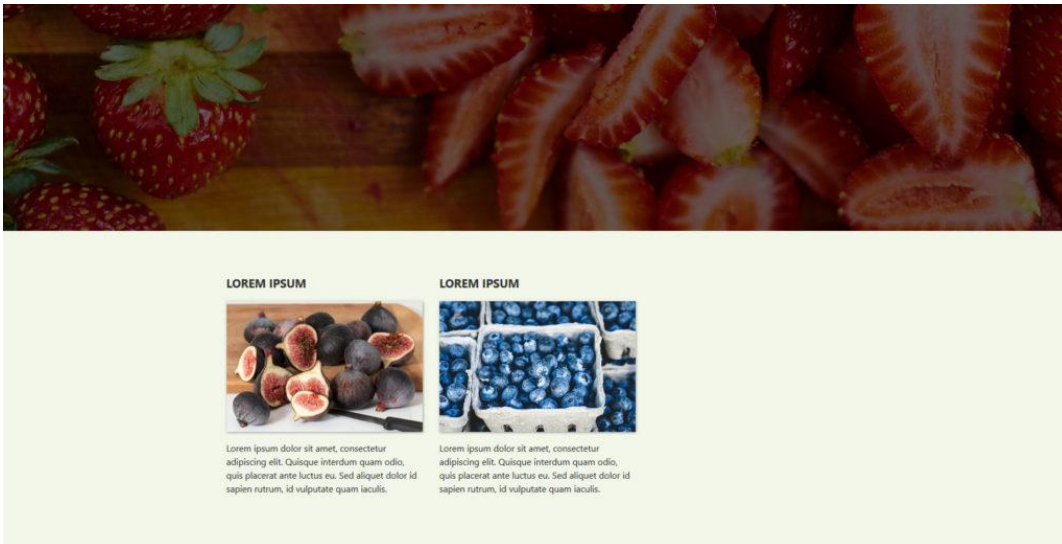 LOREM IPSUM
Lorem ipsum dolor sit amet, consectetur
adipiscing elit. Quisque interdum quam odio,
quis placerat ante luctus eu. Sed aliquet dolor id
sapien rutrum, id vulputate quam iaculis.
LOREM IPSUM
Lorem ipsum dolor sit amet, consectetur
adipiscing elit. Quisque interdum quam odio,
quis placerat ante luctus eu. Sed aliquet dolor id
sapien rutrum, id vulputate quam iaculis.